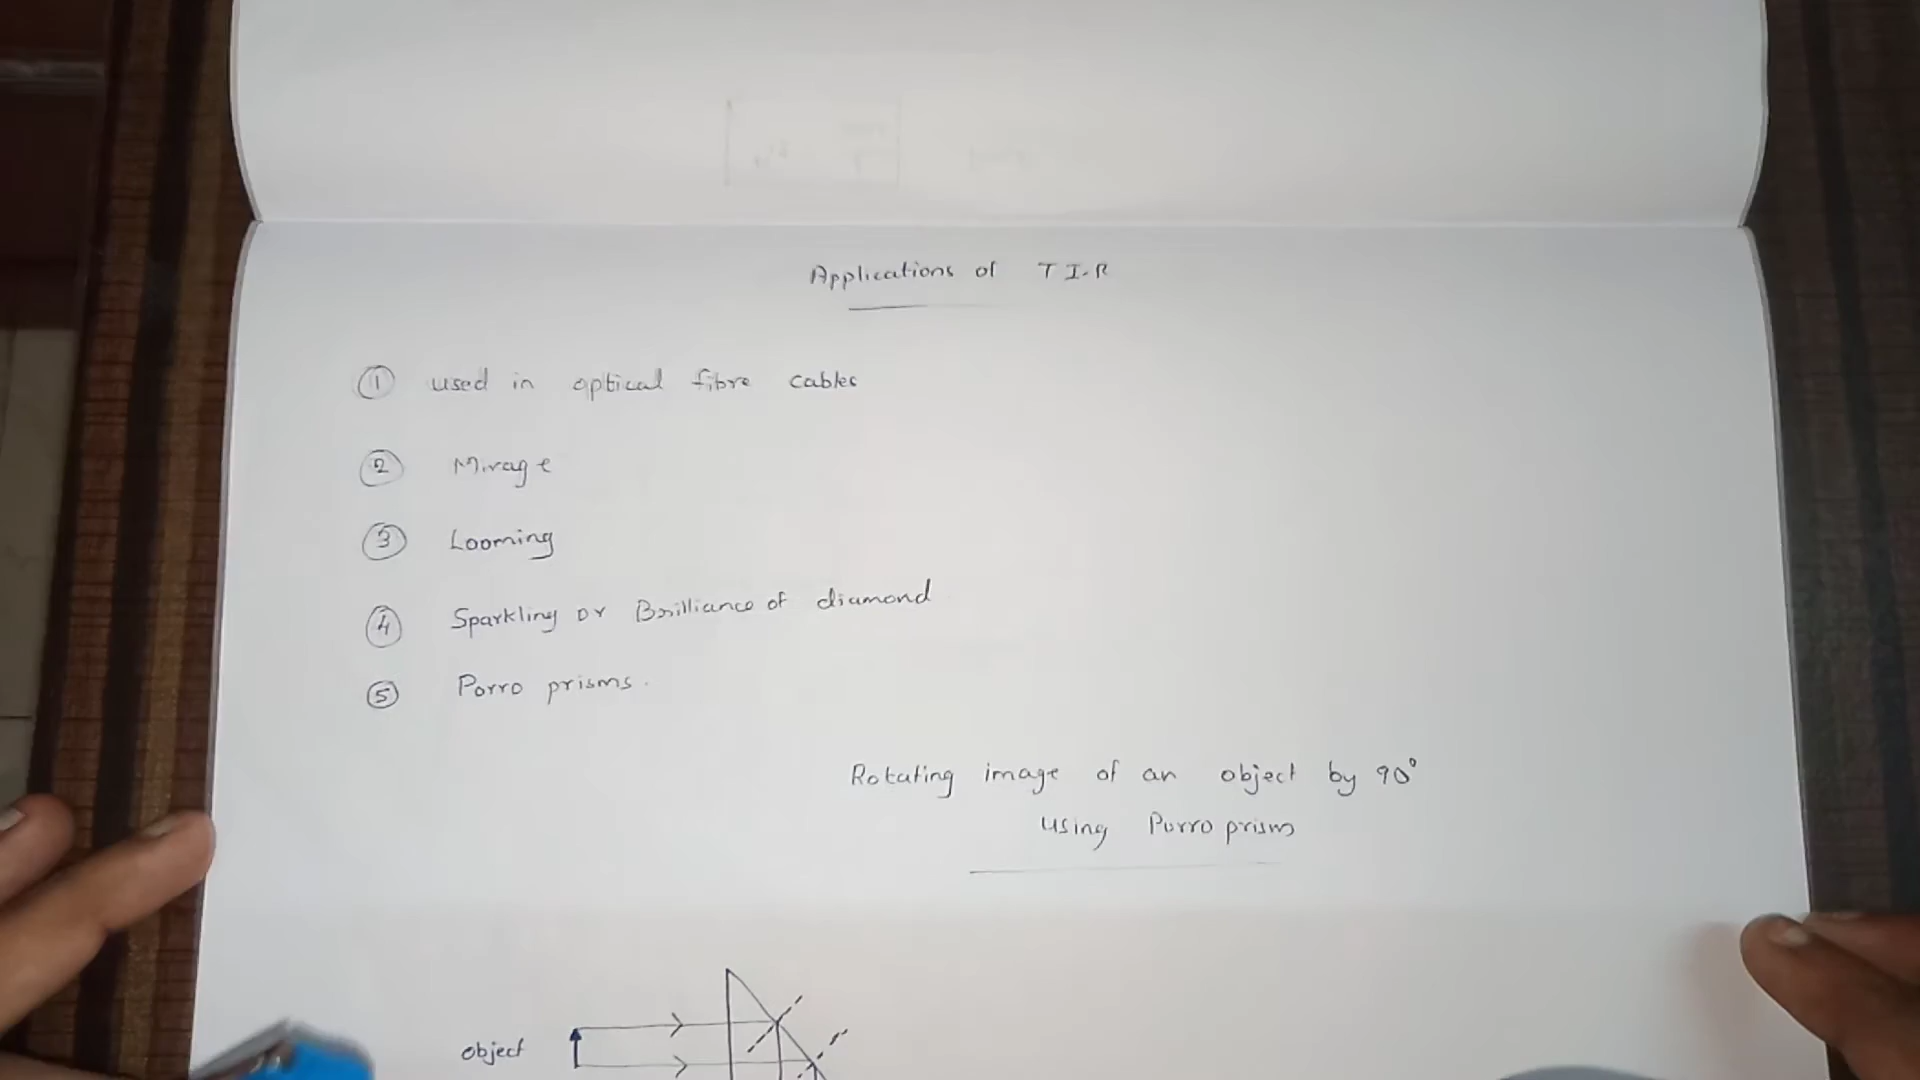 Applications of T I.R
① used in optical fibre cables
② Mirage
③ Looming
④ Sparkling or Brilliance of diamond
⑤ Porro prisms.
Rotating image of an object by 90°
using Porro prism
object